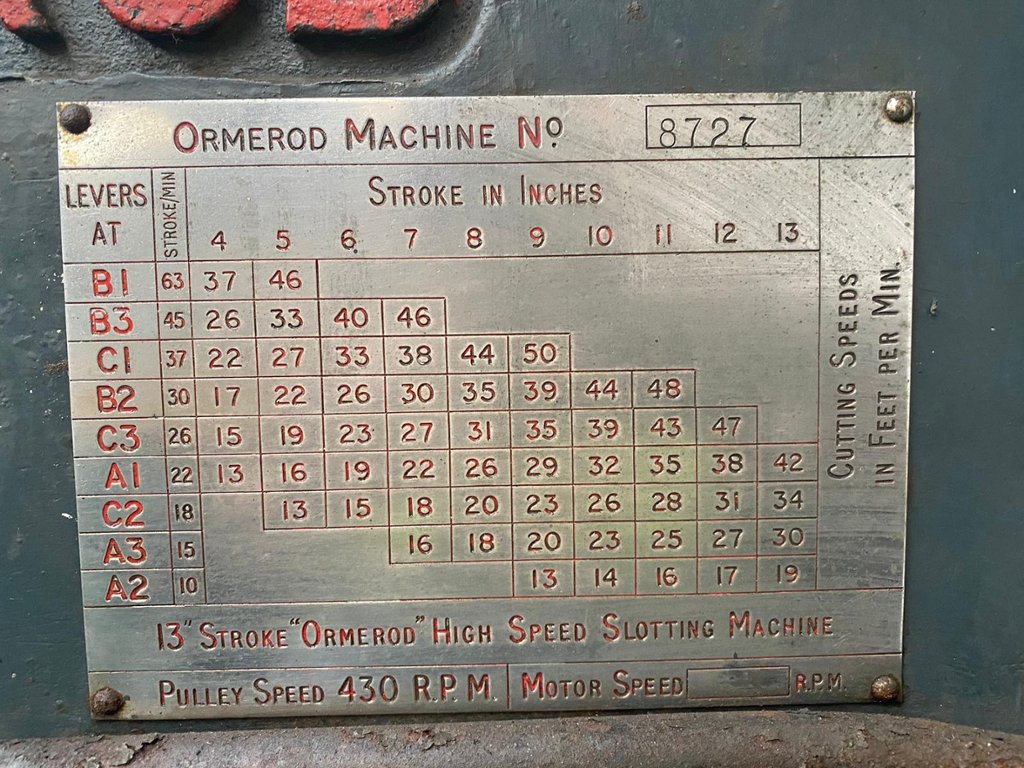 ORMEROD MACHINE Nº 8727
LEVERS AT STROKE/MIN STROKE IN INCHES
4 5 6 7 8 9 10 11 12 13
B1 63 37 46
B3 45 26 33 40 46
C1 37 22 27 33 38 44 50
B2 30 17 22 26 30 35 39 44 48
C3 26 15 19 23 27 31 35 39 43 47
A1 22 13 16 19 22 26 29 32 35 38 42
C2 18 13 15 18 20 23 26 28 31 34
A3 15 16 18 20 23 25 27 30
A2 10 13 14 16 17 19
CUTTING SPEEDS
IN FEET PER MIN.
13" STROKE "ORMEROD" HIGH SPEED SLOTTING MACHINE
PULLEY SPEED 430 R.P.M. MOTOR SPEED R.P.M.